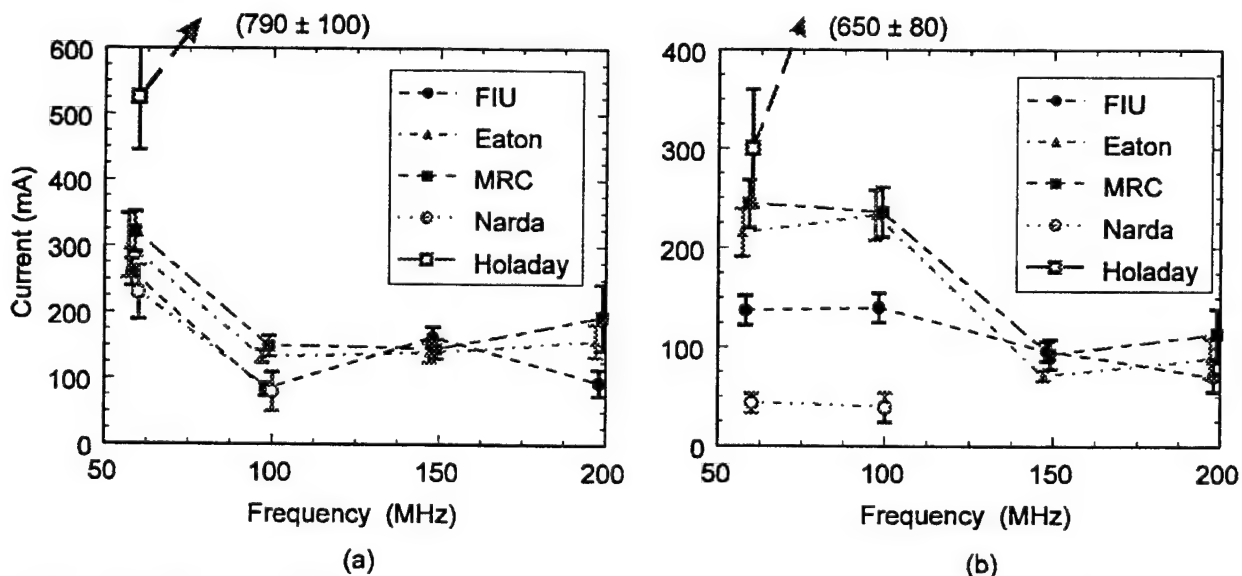 (790 ± 100)
600
500
400
300
200
100
0
Current (mA)
FIU
Eaton
MRC
Narda
Holaday
50
100
150
200
Frequency (MHz)
(a)
(650 ± 80)
400
300
200
100
0
FIU
Eaton
MRC
Narda
Holaday
50
100
150
200
Frequency (MHz)
(b)